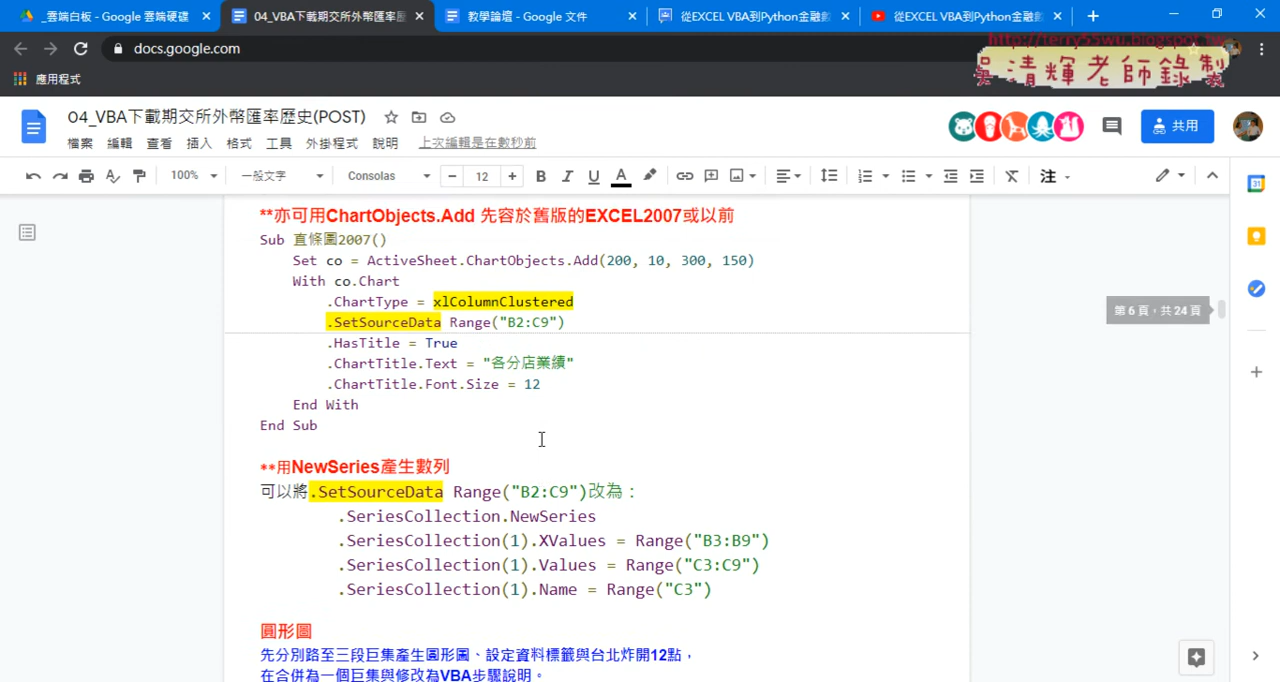 _雲端白板 - Google 雲端硬碟
04_VBA下載期交所外幣匯率歷
教學論壇 - Google 文件
從EXCEL VBA到Python金融
從EXCEL VBA到Python金融
docs.google.com
http://terry55wu.blogspot.tw
吳清輝老師錄製
應用程式
04_VBA下載期交所外幣匯率歷史(POST)
檔案 編輯 查看 插入 格式 工具 外掛程式 說明 上次編輯是在數秒前
共用
100% 一般文字 Consolas 12 注
**亦可用ChartObjects.Add 先容於舊版的EXCEL2007或以前
Sub 直條圖2007()
Set co = ActiveSheet.ChartObjects.Add(200, 10, 300, 150)
With co.Chart
.ChartType = xlColumnClustered
.SetSourceData Range("B2:C9")
第 6 頁，共 24 頁
.HasTitle = True
.ChartTitle.Text = "各分店業績"
.ChartTitle.Font.Size = 12
End With
End Sub
**用NewSeries產生數列
可以將.SetSourceData Range("B2:C9")改為：
.SeriesCollection.NewSeries
.SeriesCollection(1).XValues = Range("B3:B9")
.SeriesCollection(1).Values = Range("C3:C9")
.SeriesCollection(1).Name = Range("C3")
圓形圖
先分別路至三段巨集產生圓形圖、設定資料標籤與台北炸開12點，
在合併為一個巨集與修改為VBA步驟說明。